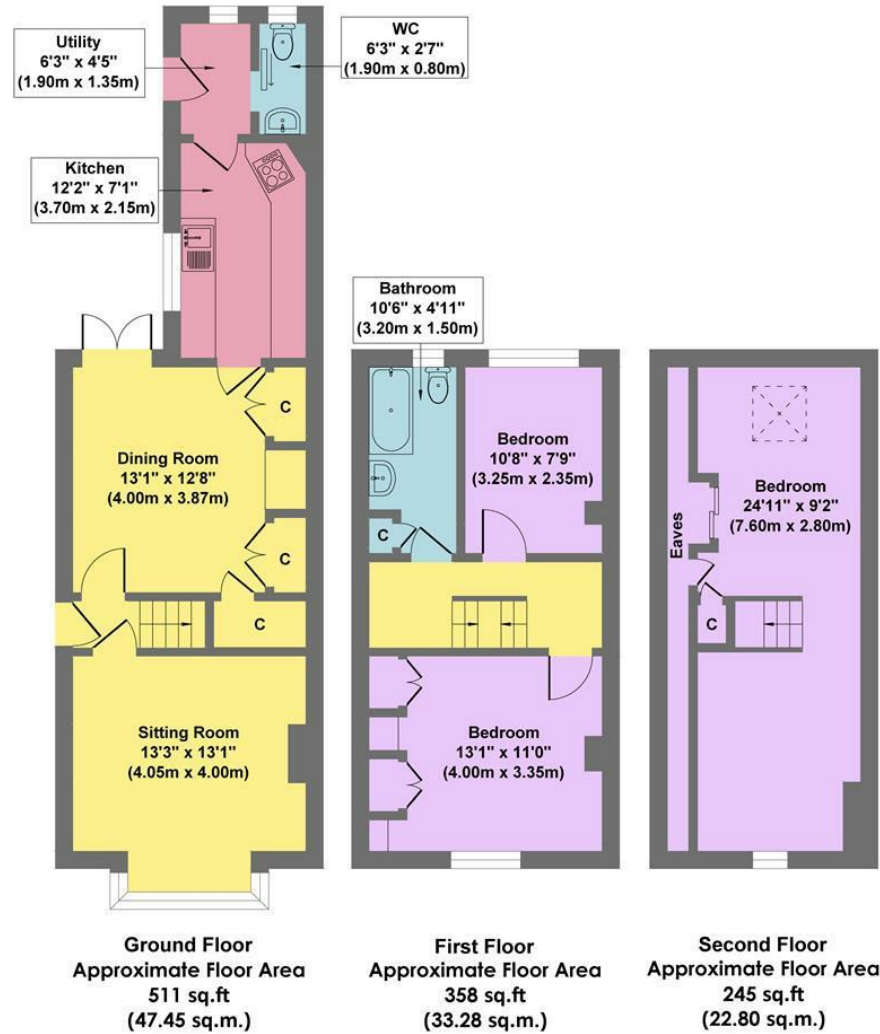 Utility
6'3" x 4'5"
(1.90m x 1.35m)
WC
6'3" x 2'7"
(1.90m x 0.80m)
Kitchen
12'2" x 7'1"
(3.70m x 2.15m)
Dining Room
13'1" x 12'8"
(4.00m x 3.87m)
C
C
C
Sitting Room
13'3" x 13'1"
(4.05m x 4.00m)
Ground Floor
Approximate Floor Area
511 sq.ft
(47.45 sq.m.)
Bathroom
10'6" x 4'11"
(3.20m x 1.50m)
Bedroom
10'8" x 7'9"
(3.25m x 2.35m)
C
Bedroom
13'1" x 11'0"
(4.00m x 3.35m)
First Floor
Approximate Floor Area
358 sq.ft
(33.28 sq.m.)
Bedroom
24'11" x 9'2"
(7.60m x 2.80m)
Eaves
C
Second Floor
Approximate Floor Area
245 sq.ft
(22.80 sq.m.)